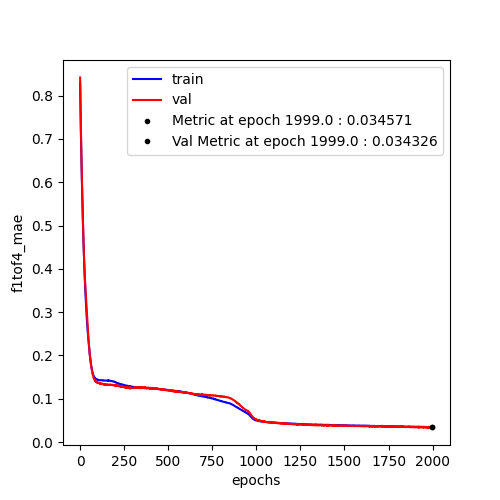 train
val
Metric at epoch 1999.0 : 0.034571
Val Metric at epoch 1999.0 : 0.034326
f1tof4_mae
0.8
0.7
0.6
0.5
0.4
0.3
0.2
0.1
0.0
0 250 500 750 1000 1250 1500 1750 2000
epochs